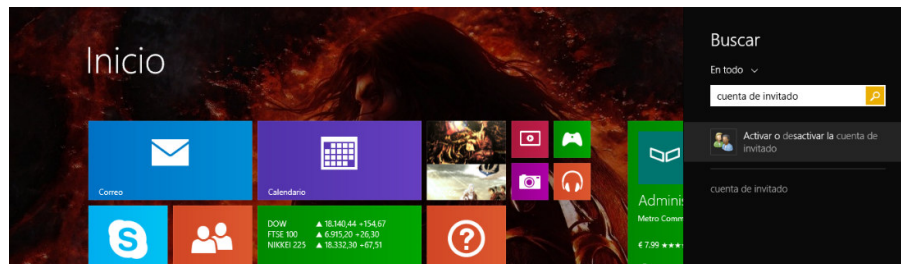 Inicio
Correo
Calendario
DOW ▲ 18.140,44 +154,67
FTSE 100 ▲ 6.915,20 +26,30
NIKKEI 225 ▲ 18.332,30 +67,51
Adminis
Metro Comm
€ 7.99 ★★★
Buscar
En todo
cuenta de invitado
Activar o desactivar la cuenta de
invitado
cuenta de invitado